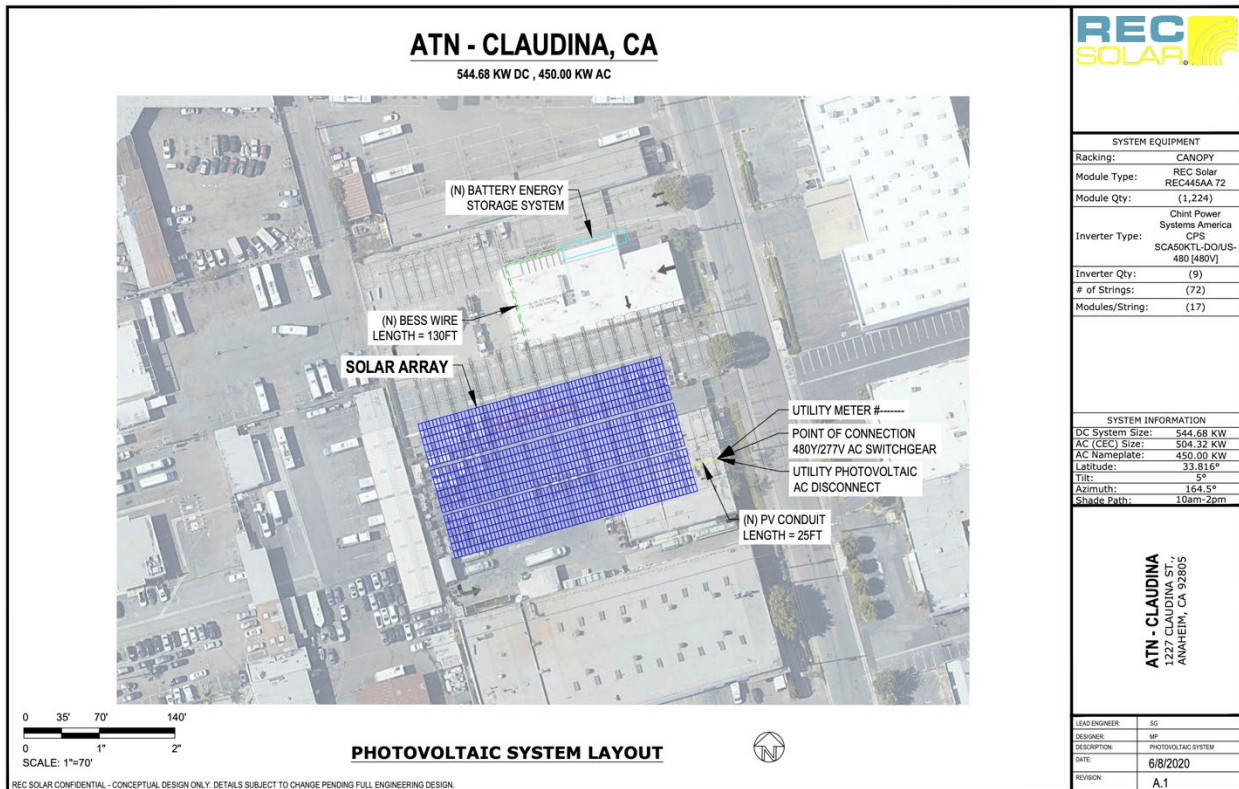 ATN - CLAUDINA, CA
544.68 KW DC , 450.00 KW AC
(N) BATTERY ENERGY
STORAGE SYSTEM
(N) BESS WIRE
LENGTH = 130FT
SOLAR ARRAY
UTILITY METER #-------
POINT OF CONNECTION
480Y/277V AC SWITCHGEAR
UTILITY PHOTOVOLTAIC
AC DISCONNECT
(N) PV CONDUIT
LENGTH = 25FT
0 35' 70' 140'
0 1" 2"
SCALE: 1"=70'
PHOTOVOLTAIC SYSTEM LAYOUT
N
REC SOLAR CONFIDENTIAL - CONCEPTUAL DESIGN ONLY. DETAILS SUBJECT TO CHANGE PENDING FULL ENGINEERING DESIGN.
REC
SOLAR
SYSTEM EQUIPMENT
Racking: CANOPY
Module Type: REC Solar
REC445AA 72
Module Qty: (1,224)
Inverter Type: Chint Power
Systems America
CPS
SCA50KTL-DO/US-
480 [480V]
Inverter Qty: (9)
# of Strings: (72)
Modules/String: (17)
SYSTEM INFORMATION
DC System Size: 544.68 KW
AC (CEC) Size: 504.32 KW
AC Nameplate: 450.00 KW
Latitude: 33.816°
Tilt: 5°
Azimuth: 164.5°
Shade Path: 10am-2pm
ATN - CLAUDINA
1227 CLAUDINA ST.,
ANAHEIM, CA 92805
LEAD ENGINEER: SG
DESIGNER: MP
DESCRIPTION: PHOTOVOLTAIC SYSTEM
DATE: 6/8/2020
REVISION: A.1